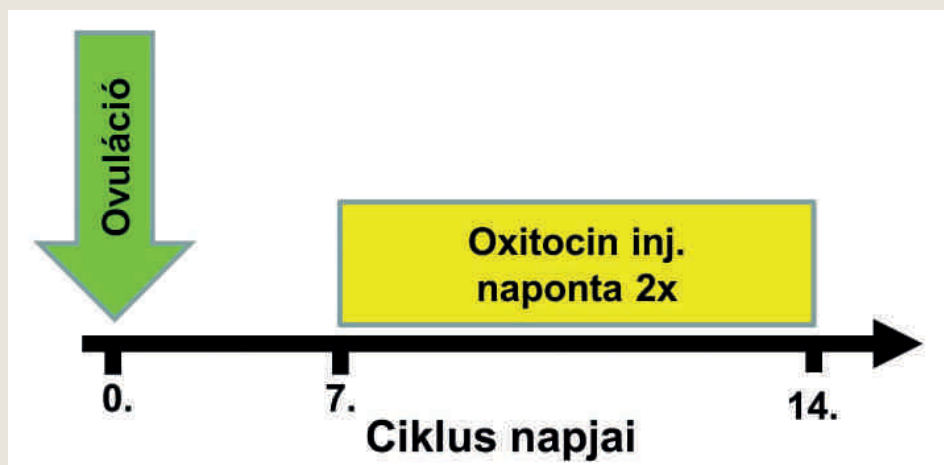 Ovuláció
Oxitocin inj.
naponta 2x
0.
7.
14.
Ciklus napjai